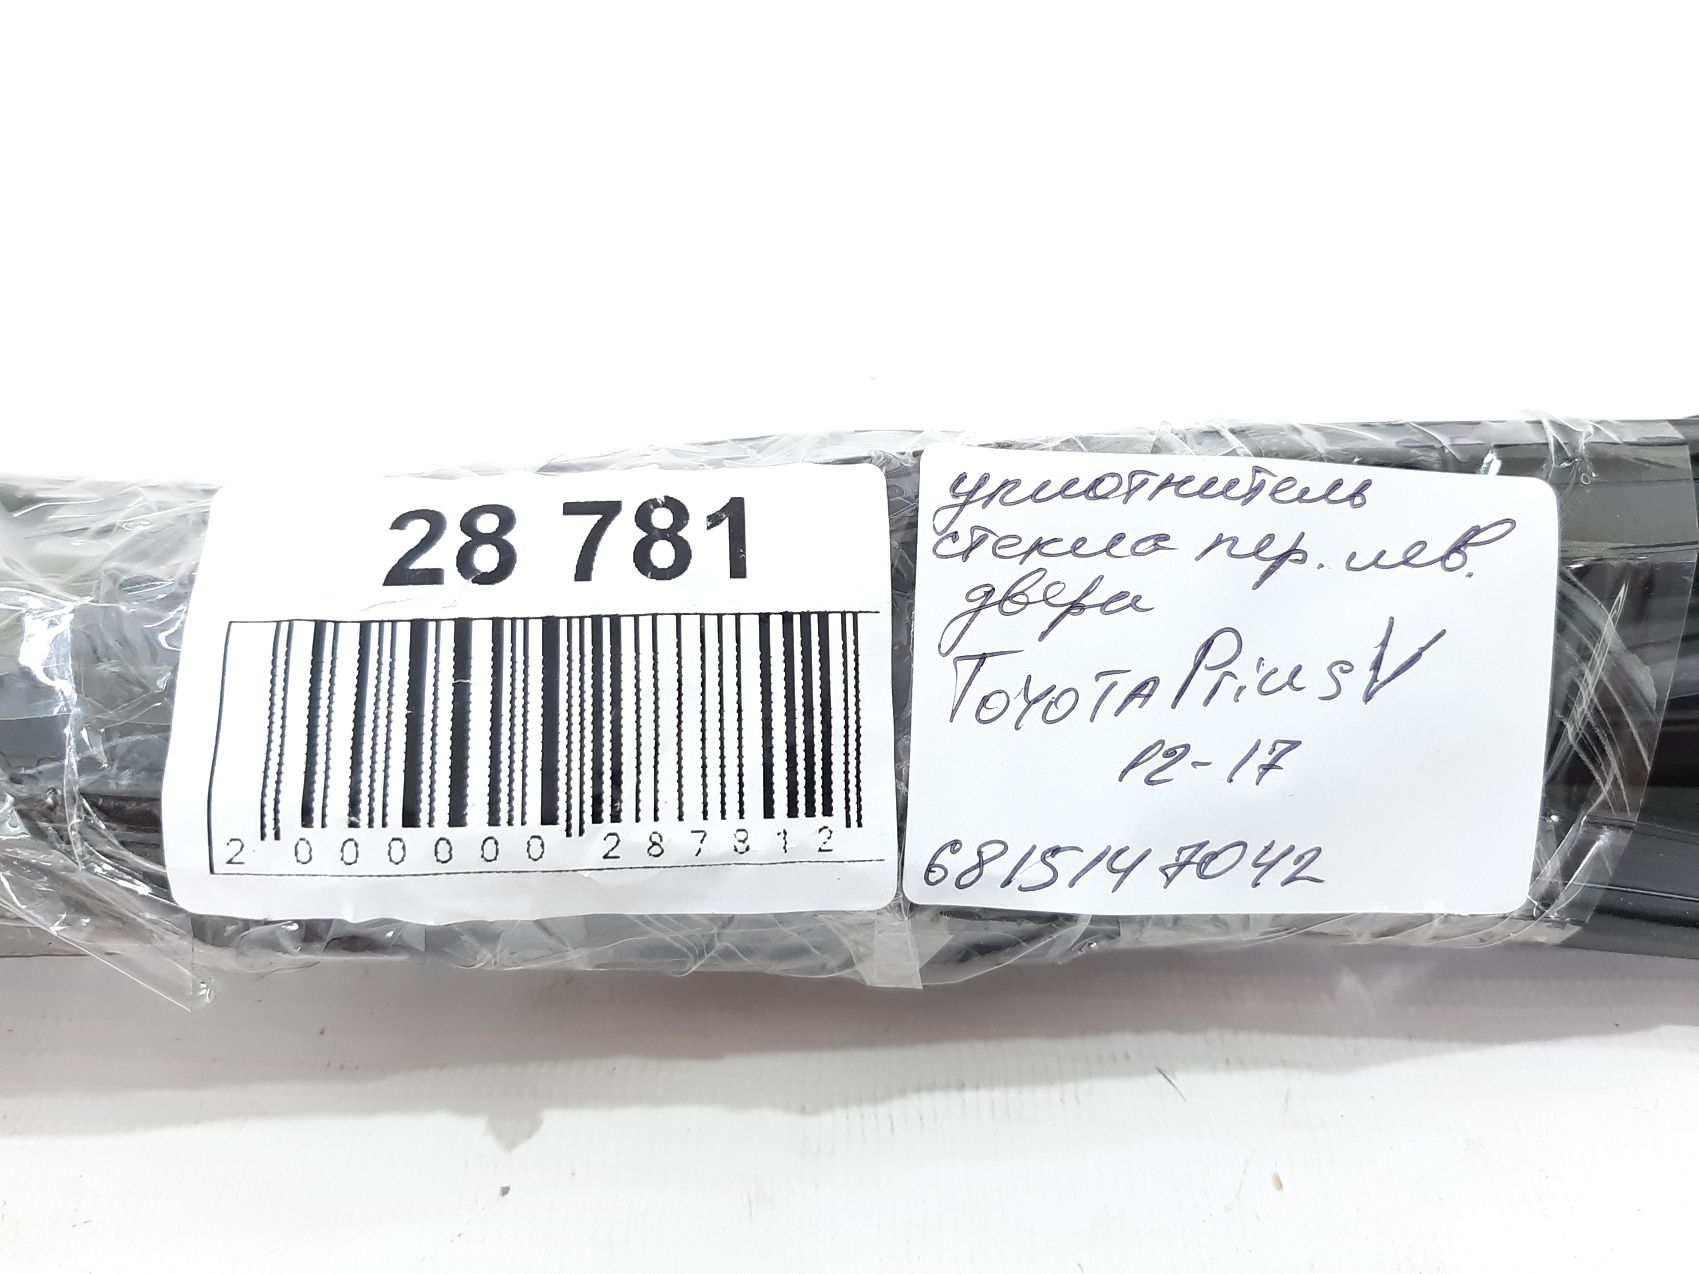 28 781
2 000000 287812
уплотнитель
стекла пер. лев.
двери
TOYOTA Prius V
12-17
6815147042